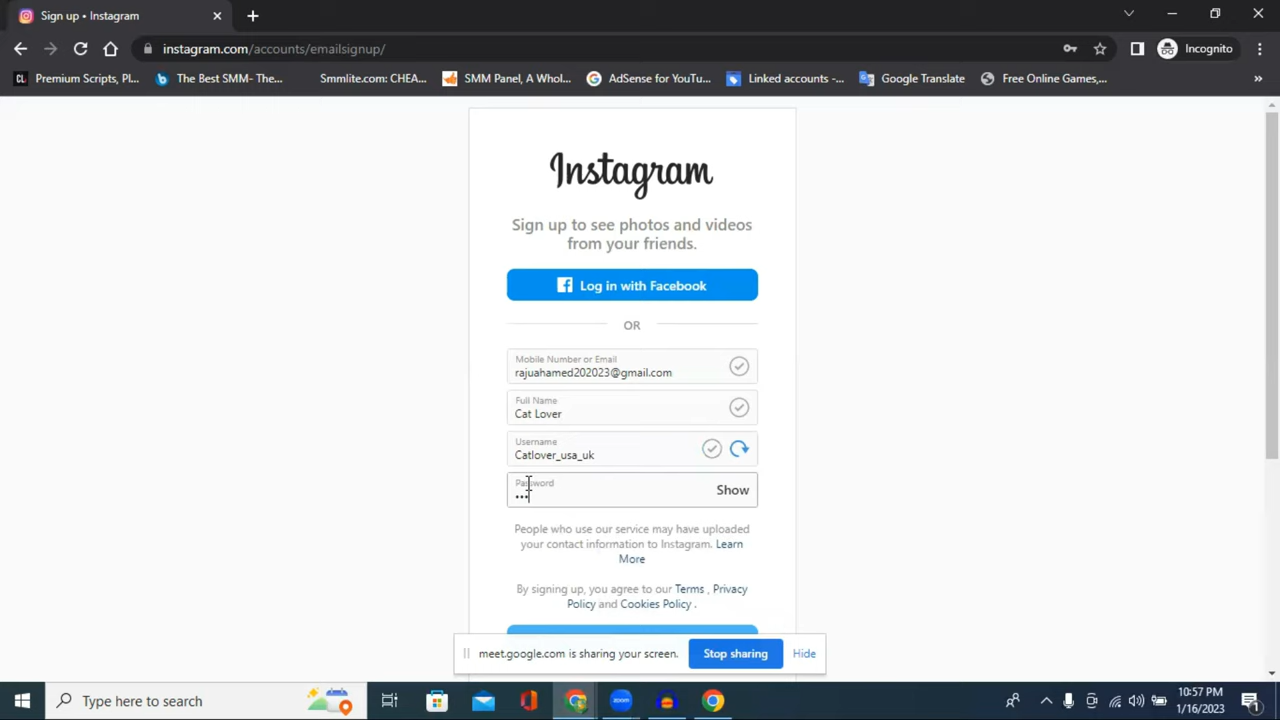 Sign up • Instagram
instagram.com/accounts/emailsignup/
Incognito
CL Premium Scripts, Pl...
The Best SMM- The...
Smmlite.com: CHEA...
SMM Panel, A Whol...
AdSense for YouTu...
Linked accounts -...
Google Translate
Free Online Games,...
»
Instagram
Sign up to see photos and videos
from your friends.
Log in with Facebook
OR
Mobile Number or Email
rajuahamed202023@gmail.com
Full Name
Cat Lover
Username
Catlover_usa_uk
Password
•••
Show
People who use our service may have uploaded
your contact information to Instagram. Learn
More
By signing up, you agree to our Terms , Privacy
Policy and Cookies Policy .
meet.google.com is sharing your screen.
Stop sharing
Hide
Type here to search
zoom
10:57 PM
1/16/2023
1